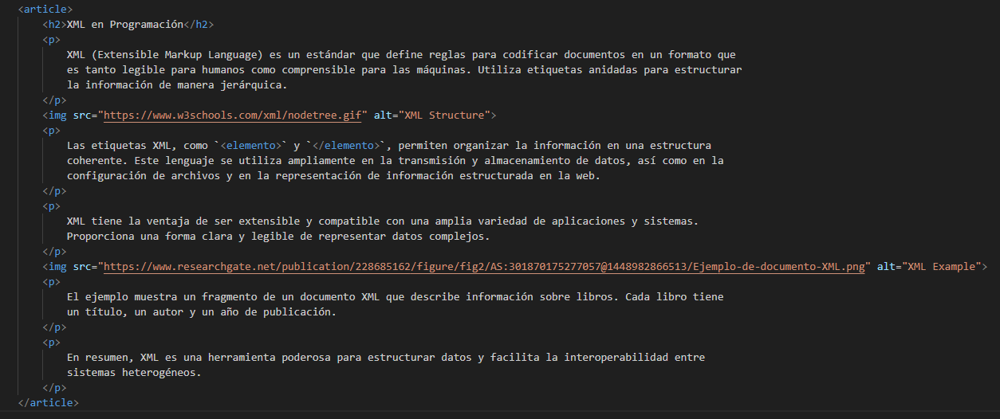 <article>
<h2>XML en Programación</h2>
<p>
XML (Extensible Markup Language) es un estándar que define reglas para codificar documentos en un formato que
es tanto legible para humanos como comprensible para las máquinas. Utiliza etiquetas anidadas para estructurar
la información de manera jerárquica.
</p>
<img src="https://www.w3schools.com/xml/nodetree.gif" alt="XML Structure">
<p>
Las etiquetas XML, como `<elemento>` y `</elemento>`, permiten organizar la información en una estructura
coherente. Este lenguaje se utiliza ampliamente en la transmisión y almacenamiento de datos, así como en la
configuración de archivos y en la representación de información estructurada en la web.
</p>
<p>
XML tiene la ventaja de ser extensible y compatible con una amplia variedad de aplicaciones y sistemas.
Proporciona una forma clara y legible de representar datos complejos.
</p>
<img src="https://www.researchgate.net/publication/228685162/figure/fig2/AS:301870175277057@1448982866513/Ejemplo-de-documento-XML.png" alt="XML Example">
<p>
El ejemplo muestra un fragmento de un documento XML que describe información sobre libros. Cada libro tiene
un título, un autor y un año de publicación.
</p>
<p>
En resumen, XML es una herramienta poderosa para estructurar datos y facilita la interoperabilidad entre
sistemas heterogéneos.
</p>
</article>